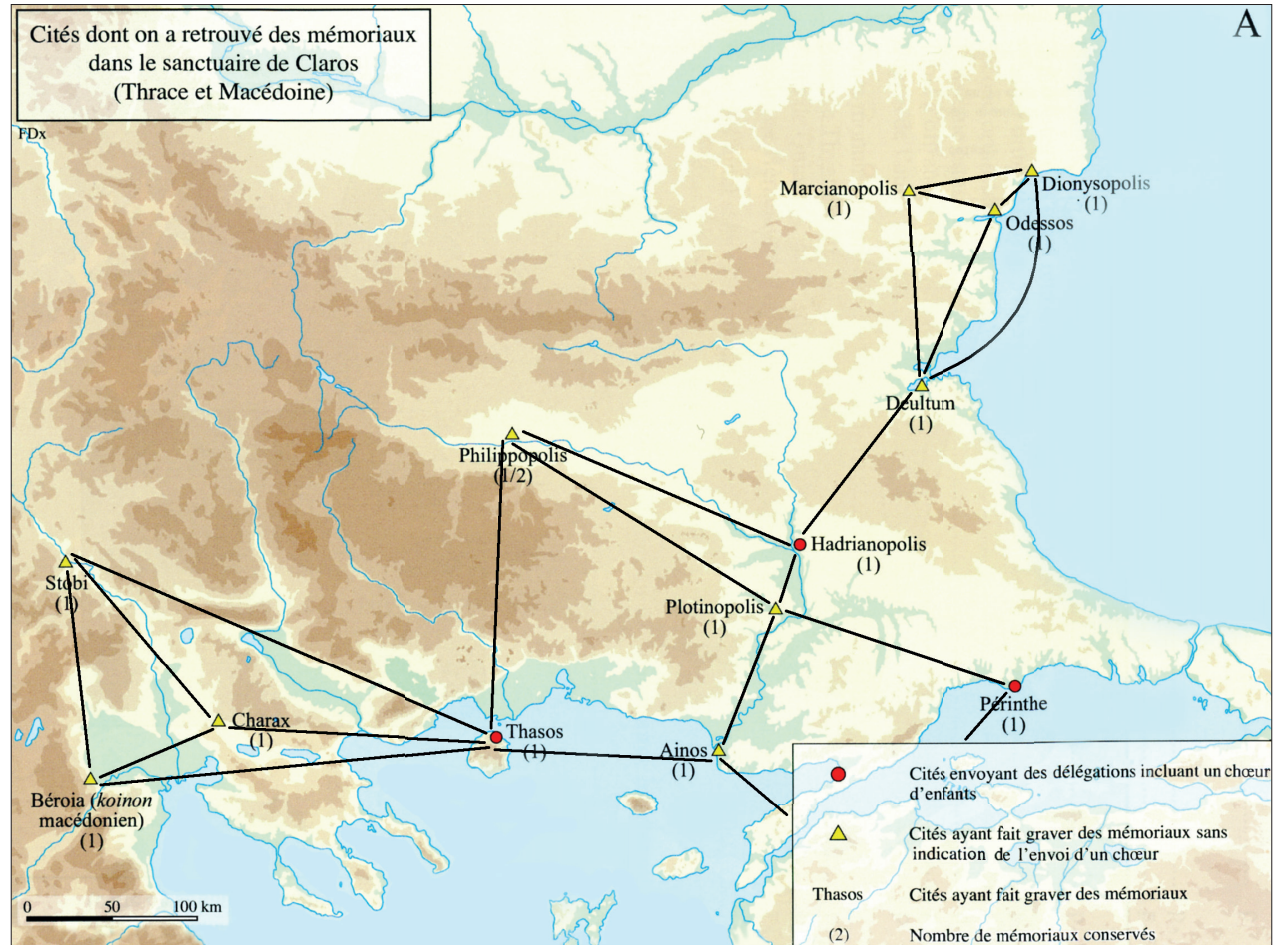 Cités dont on a retrouvé des mémoriaux
dans le sanctuaire de Claros
(Thrace et Macédoine)
A
FDx
Marcianopolis
(1)
Dionysopolis
(1)
Odessos
(1)
Deultum
(1)
Philippopolis
(1/2)
Hadrianopolis
(1)
Stobi
(1)
Plotinopolis
(1)
Périnthe
(1)
Charax
(1)
Thasos
(1)
Ainos
(1)
Béroia (koinon
macédonien)
(1)
0 50 100 km
Cités envoyant des délégations incluant un chœur
d'enfants
Cités ayant fait graver des mémoriaux sans
indication de l'envoi d'un chœur
Thasos Cités ayant fait graver des mémoriaux
(2) Nombre de mémoriaux conservés